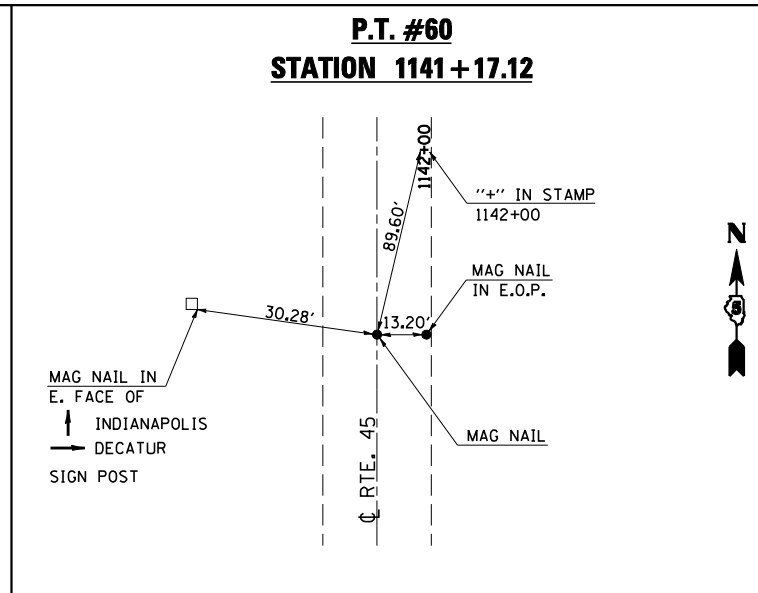 P.T. #60
STATION 1141+17.12
1142+00
"+" IN STAMP
1142+00
89.60'
N
5
MAG NAIL
IN E.O.P.
30.28'
13.20'
MAG NAIL IN
E. FACE OF
INDIANAPOLIS
DECATUR
SIGN POST
MAG NAIL
℄ RTE. 45